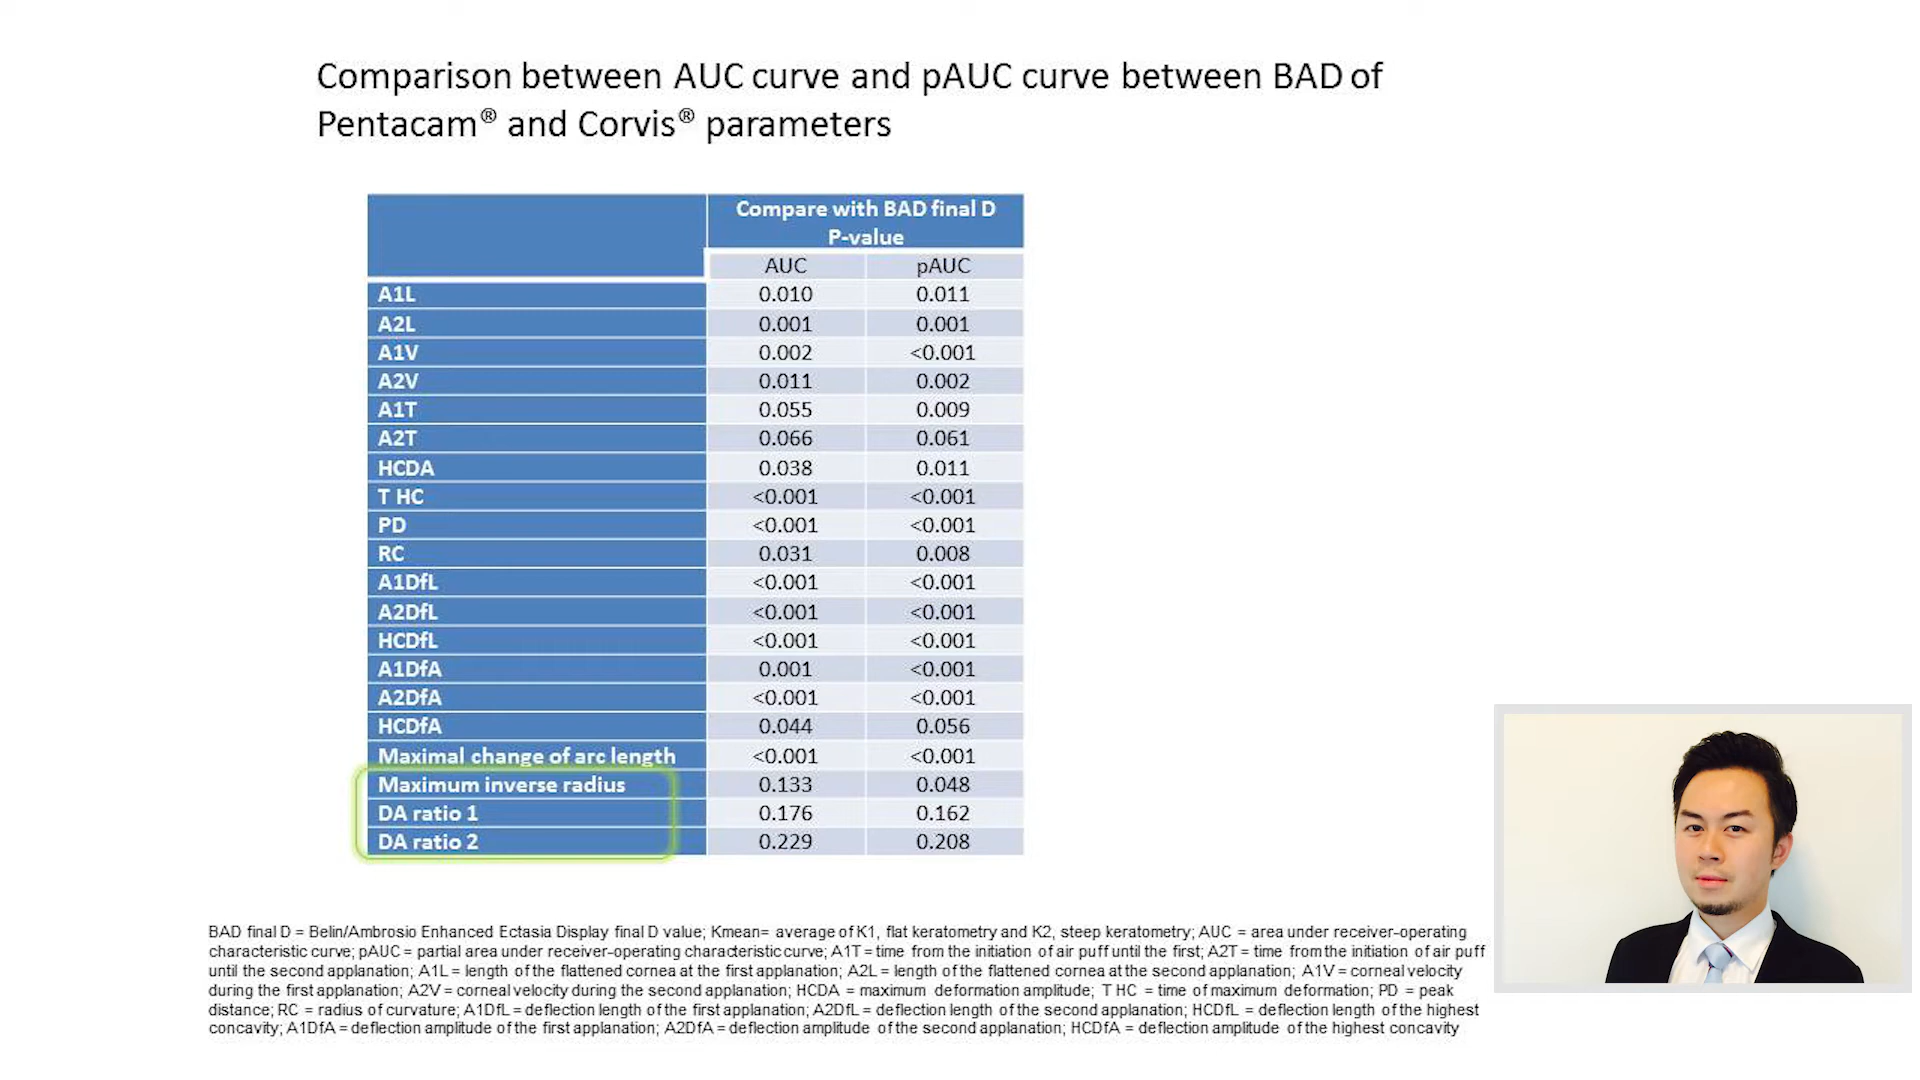 Comparison between AUC curve and pAUC curve between BAD of
Pentacam® and Corvis® parameters
Compare with BAD final D
P-value
AUC pAUC
A1L 0.010 0.011
A2L 0.001 0.001
A1V 0.002 <0.001
A2V 0.011 0.002
A1T 0.055 0.009
A2T 0.066 0.061
HCDA 0.038 0.011
T HC <0.001 <0.001
PD <0.001 <0.001
RC 0.031 0.008
A1DfL <0.001 <0.001
A2DfL <0.001 <0.001
HCDfL <0.001 <0.001
A1DfA 0.001 <0.001
A2DfA <0.001 <0.001
HCDfA 0.044 0.056
Maximal change of arc length <0.001 <0.001
Maximum inverse radius 0.133 0.048
DA ratio 1 0.176 0.162
DA ratio 2 0.229 0.208
BAD final D = Belin/Ambrosio Enhanced Ectasia Display final D value; Kmean= average of K1, flat keratometry and K2, steep keratometry; AUC = area under receiver-operating
characteristic curve; pAUC = partial area under receiver-operating characteristic curve; A1T = time from the initiation of air puff until the first; A2T = time from the initiation of air puff
until the second applanation; A1L = length of the flattened cornea at the first applanation; A2L = length of the flattened cornea at the second applanation; A1V = corneal velocity
during the first applanation; A2V = corneal velocity during the second applanation; HCDA = maximum deformation amplitude; T HC = time of maximum deformation; PD = peak
distance; RC = radius of curvature; A1DfL = deflection length of the first applanation; A2DfL = deflection length of the second applanation; HCDfL = deflection length of the highest
concavity; A1DfA = deflection amplitude of the first applanation; A2DfA = deflection amplitude of the second applanation; HCDfA = deflection amplitude of the highest concavity